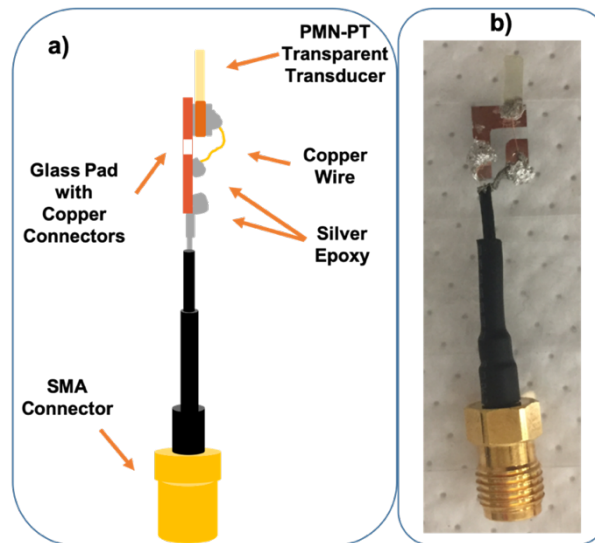 a)
PMN-PT
Transparent
Transducer
Glass Pad
with
Copper
Connectors
Copper
Wire
Silver
Epoxy
SMA
Connector
b)